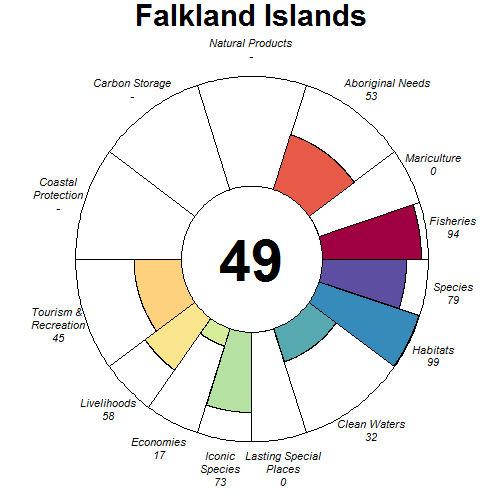 Falkland Islands
Natural Products
-
Carbon Storage
-
Aboriginal Needs
53
Mariculture
0
Coastal
Protection
-
Fisheries
94
49
Species
79
Tourism &
Recreation
45
Habitats
99
Livelihoods
58
Clean Waters
32
Economies
17
Iconic
Species
73
Lasting Special
Places
0